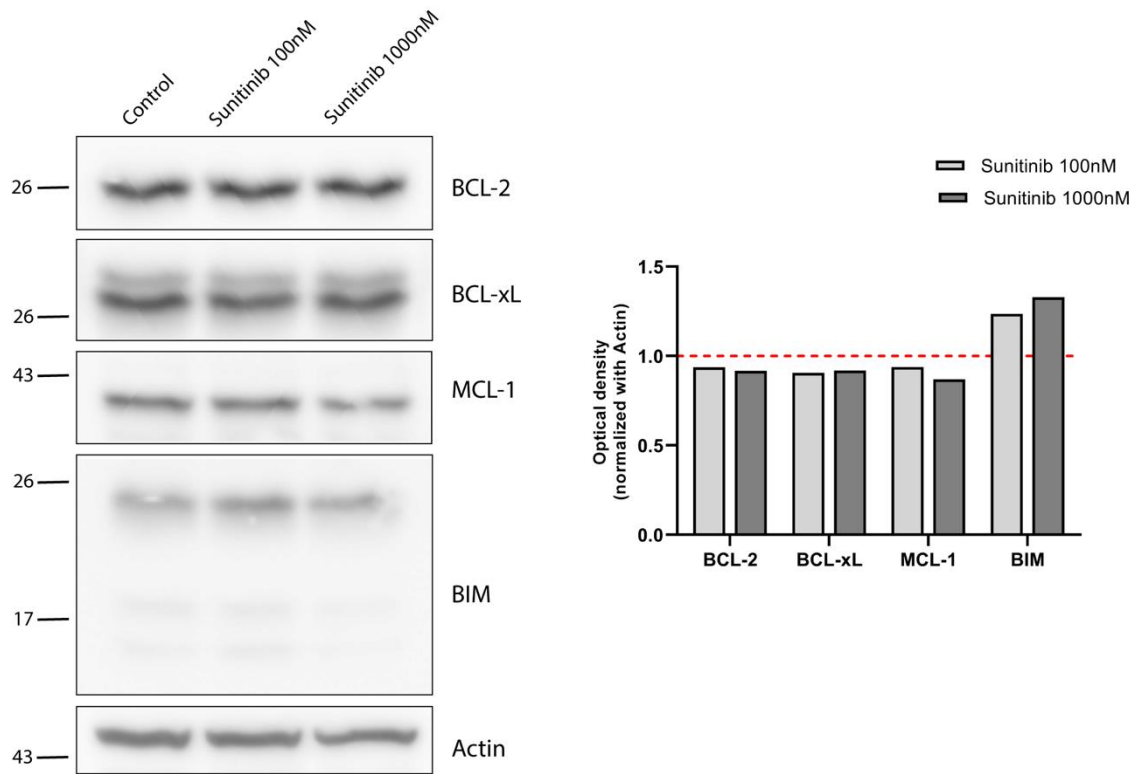 Control
Sunitinib 100nM
Sunitinib 1000nM
26
BCL-2
26
BCL-xL
43
MCL-1
26
17
BIM
43
Actin
Sunitinib 100nM
Sunitinib 1000nM
Optical density
(normalized with Actin)
1.5
1.0
0.5
0.0
BCL-2 BCL-xL MCL-1 BIM